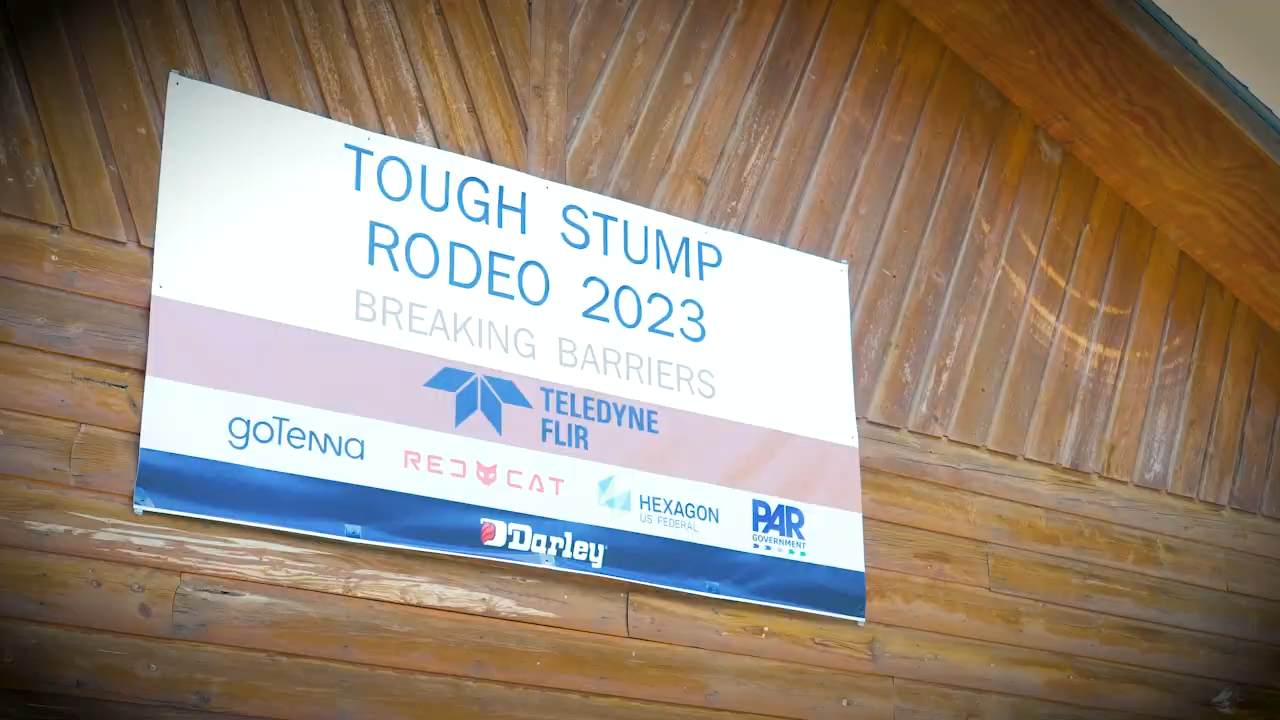 TOUGH STUMP
RODEO 2023
BREAKING BARRIERS
TELEDYNE
FLIR
goTenna
RED CAT
HEXAGON
US FEDERAL
PAR
GOVERNMENT
Darley